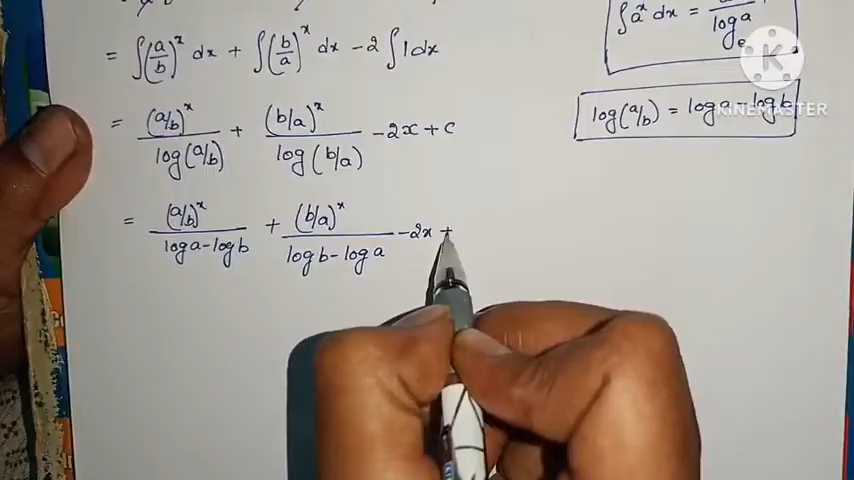 = ∫(a/b)^x dx + ∫(b/a)^x dx - 2 ∫1dx
∫a^x dx = /log_e a
= (a/b)^x/log(a/b) + (b/a)^x/log(b/a) - 2x + c
log(a/b) = log a - log b
KINEMASTER
= (a/b)^x/log a - log b + (b/a)^x/log b - log a - 2x +